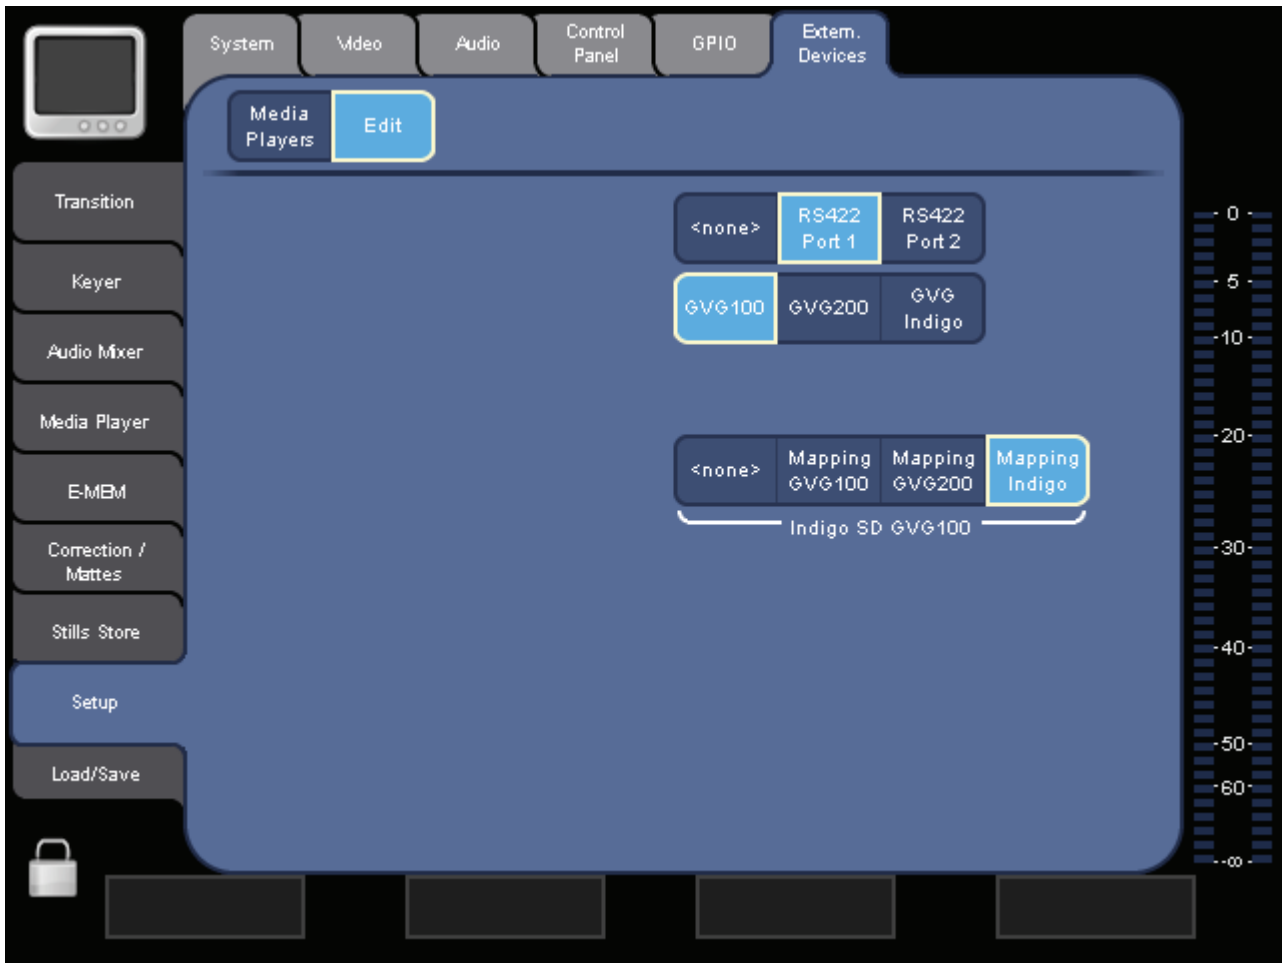 System
Video
Audio
Control
Panel
GPIO
Extern.
Devices
Media
Players
Edit
Transition
Keyer
Audio Mixer
Media Player
E-MEM
Correction /
Mattes
Stills Store
Setup
Load/Save
<none>
RS422
Port 1
RS422
Port 2
GVG100
GVG200
GVG
Indigo
<none>
Mapping
GVG100
Mapping
GVG200
Mapping
Indigo
Indigo SD GVG100
- 0 -
- 5 -
-10-
-20-
-30-
-40-
-50-
-60-
--∞-